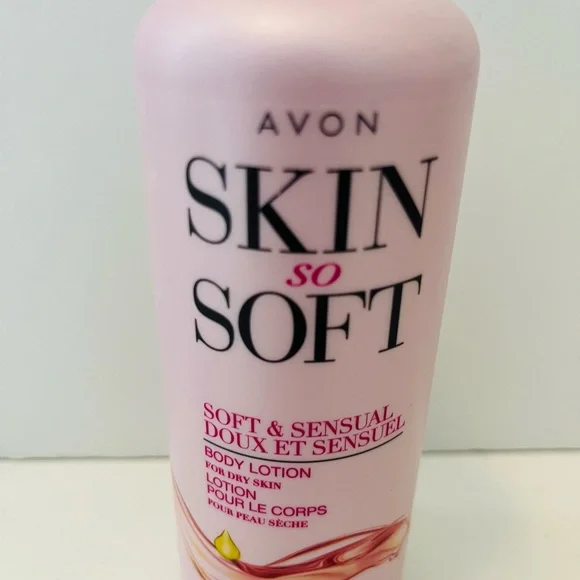 AVON
SKIN
so
SOFT
SOFT & SENSUAL
DOUX ET SENSUEL
BODY LOTION
FOR DRY SKIN
LOTION
POUR LE CORPS
POUR PEAU SÈCHE